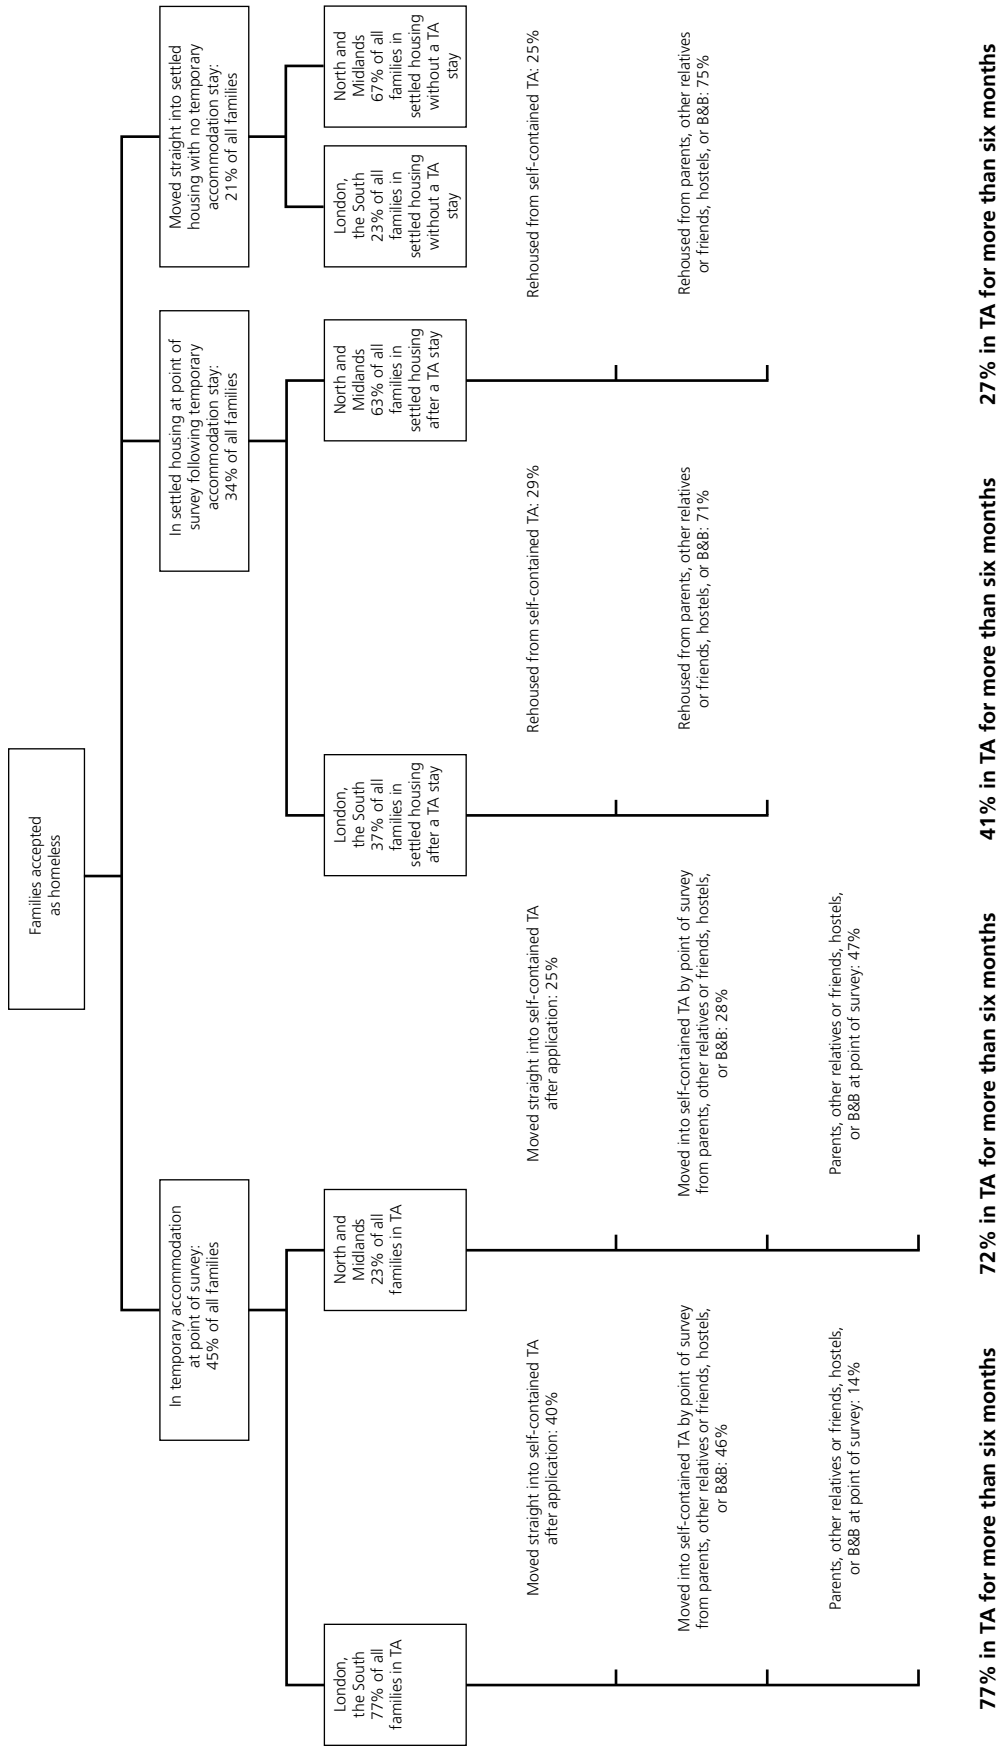 Families accepted
as homeless
In temporary accommodation
at point of survey:
45% of all families
In settled housing at point of
survey following temporary
accommodation stay:
34% of all families
Moved straight into settled
housing with no temporary
accommodation stay:
21% of all families
London,
the South
77% of all
families in TA
North and
Midlands
23% of all
families in TA
London,
the South
37% of all
families in
settled housing
after a TA stay
North and
Midlands
63% of all
families in
settled housing
after a TA stay
London,
the South
23% of all
families in
settled housing
without a TA
stay
North and
Midlands
67% of all
families in
settled housing
without a TA
stay
Moved straight into self-contained TA
after application: 40%
Moved into self-contained TA by point of survey
from parents, other relatives or friends, hostels,
or B&B: 46%
Parents, other relatives or friends, hostels,
or B&B at point of survey: 14%
Moved straight into self-contained TA
after application: 25%
Moved into self-contained TA by point of survey
from parents, other relatives or friends, hostels,
or B&B: 28%
Parents, other relatives or friends, hostels,
or B&B at point of survey: 47%
Rehoused from self-contained TA: 29%
Rehoused from parents, other relatives
or friends, hostels, or B&B: 71%
Rehoused from self-contained TA: 25%
Rehoused from parents, other relatives
or friends, hostels, or B&B: 75%
77% in TA for more than six months
72% in TA for more than six months
41% in TA for more than six months
27% in TA for more than six months